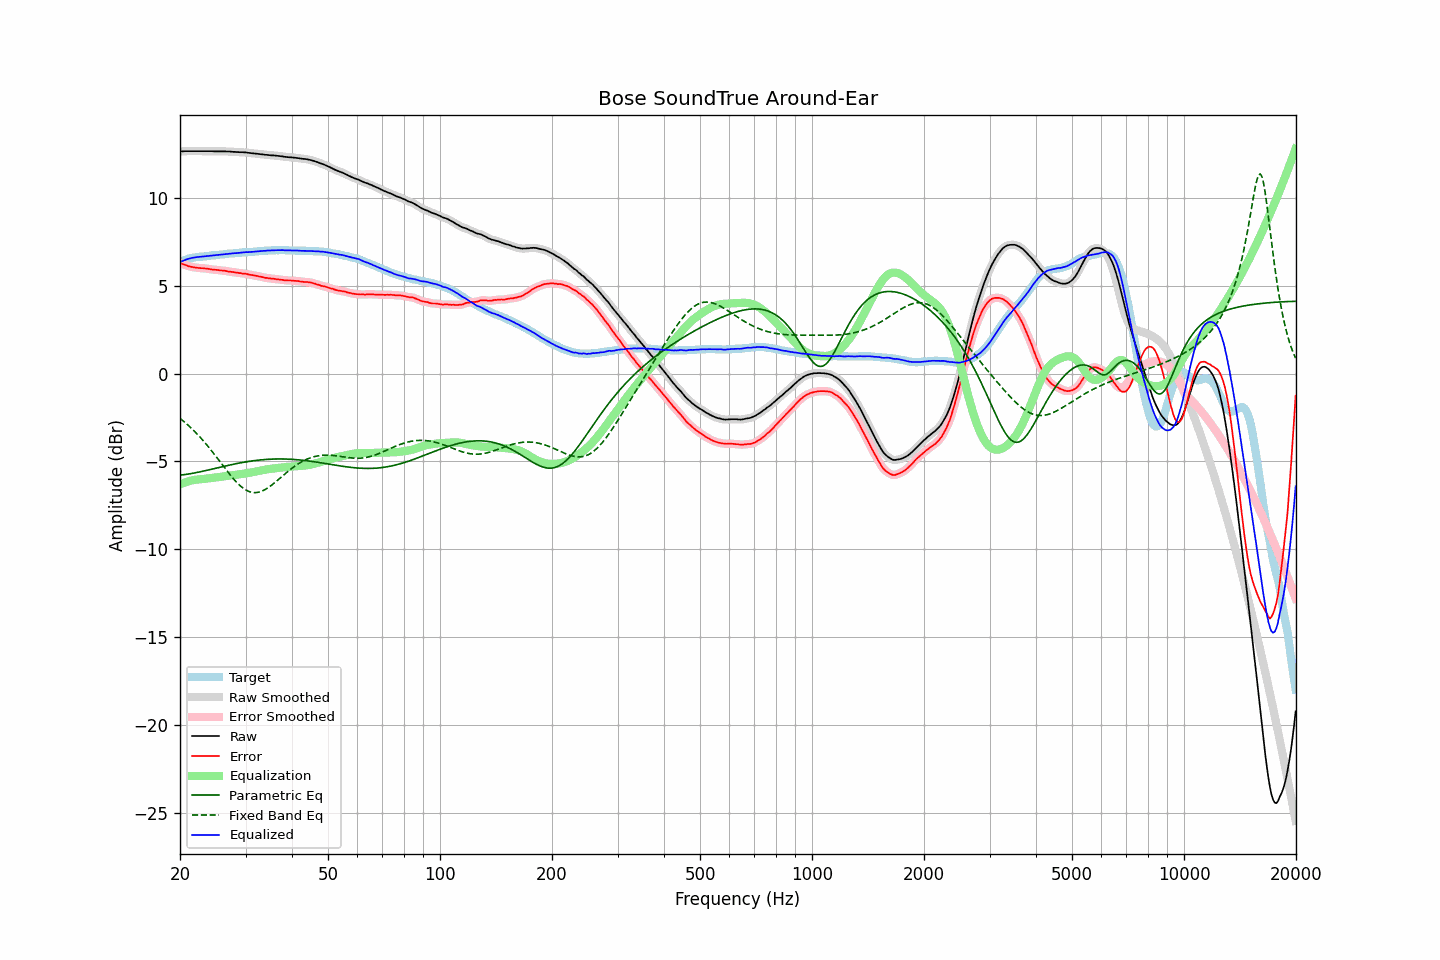 Bose SoundTrue Around-Ear
Amplitude (dBr)
10
5
0
−5
−10
−15
−20
−25
Target
Raw Smoothed
Error Smoothed
Raw
Error
Equalization
Parametric Eq
Fixed Band Eq
Equalized
20 50 100 200 500 1000 2000 5000 10000 20000
Frequency (Hz)